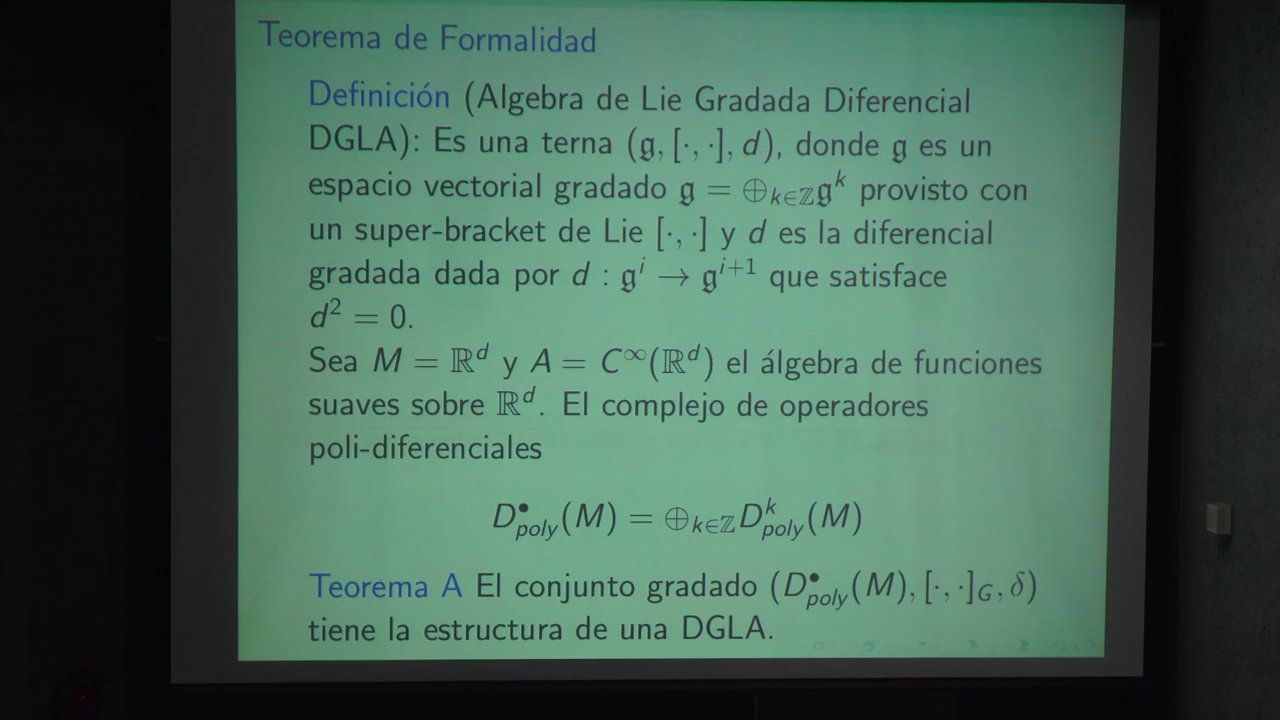 Teorema de Formalidad
Definición (Algebra de Lie Gradada Diferencial
DGLA): Es una terna (𝔤, [·, ·], d), donde 𝔤 es un
espacio vectorial gradado 𝔤 = ⊕_{k∈ℤ}𝔤^k provisto con
un super-bracket de Lie [·, ·] y d es la diferencial
gradada dada por d : 𝔤^i → 𝔤^{i+1} que satisface
d² = 0.
Sea M = ℝ^d y A = C^∞(ℝ^d) el álgebra de funciones
suaves sobre ℝ^d. El complejo de operadores
poli-diferenciales
D^•_{poly}(M) = ⊕_{k∈ℤ}D^k_{poly}(M)
Teorema A El conjunto gradado (D^•_{poly}(M), [·, ·]_G, δ)
tiene la estructura de una DGLA.